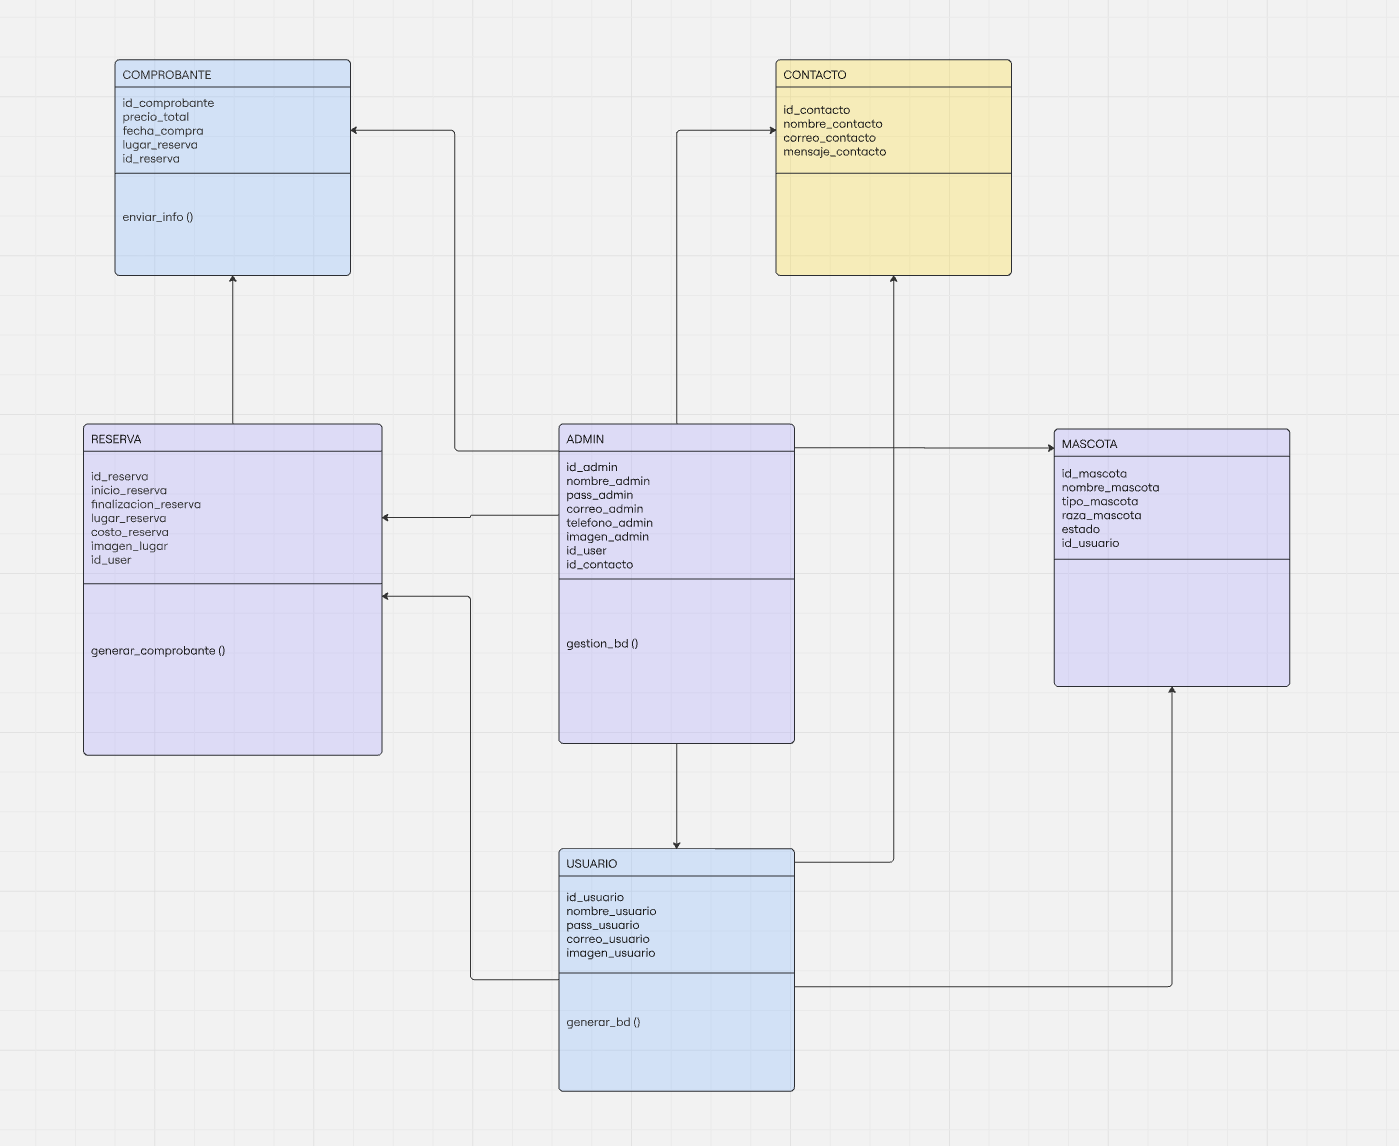 COMPROBANTE
id_comprobante
precio_total
fecha_compra
lugar_reserva
id_reserva
enviar_info ()
CONTACTO
id_contacto
nombre_contacto
correo_contacto
mensaje_contacto
RESERVA
id_reserva
inicio_reserva
finalizacion_reserva
lugar_reserva
costo_reserva
imagen_lugar
id_user
generar_comprobante ()
ADMIN
id_admin
nombre_admin
pass_admin
correo_admin
telefono_admin
imagen_admin
id_user
id_contacto
gestion_bd ()
MASCOTA
id_mascota
nombre_mascota
tipo_mascota
raza_mascota
estado
id_usuario
USUARIO
id_usuario
nombre_usuario
pass_usuario
correo_usuario
imagen_usuario
generar_bd ()